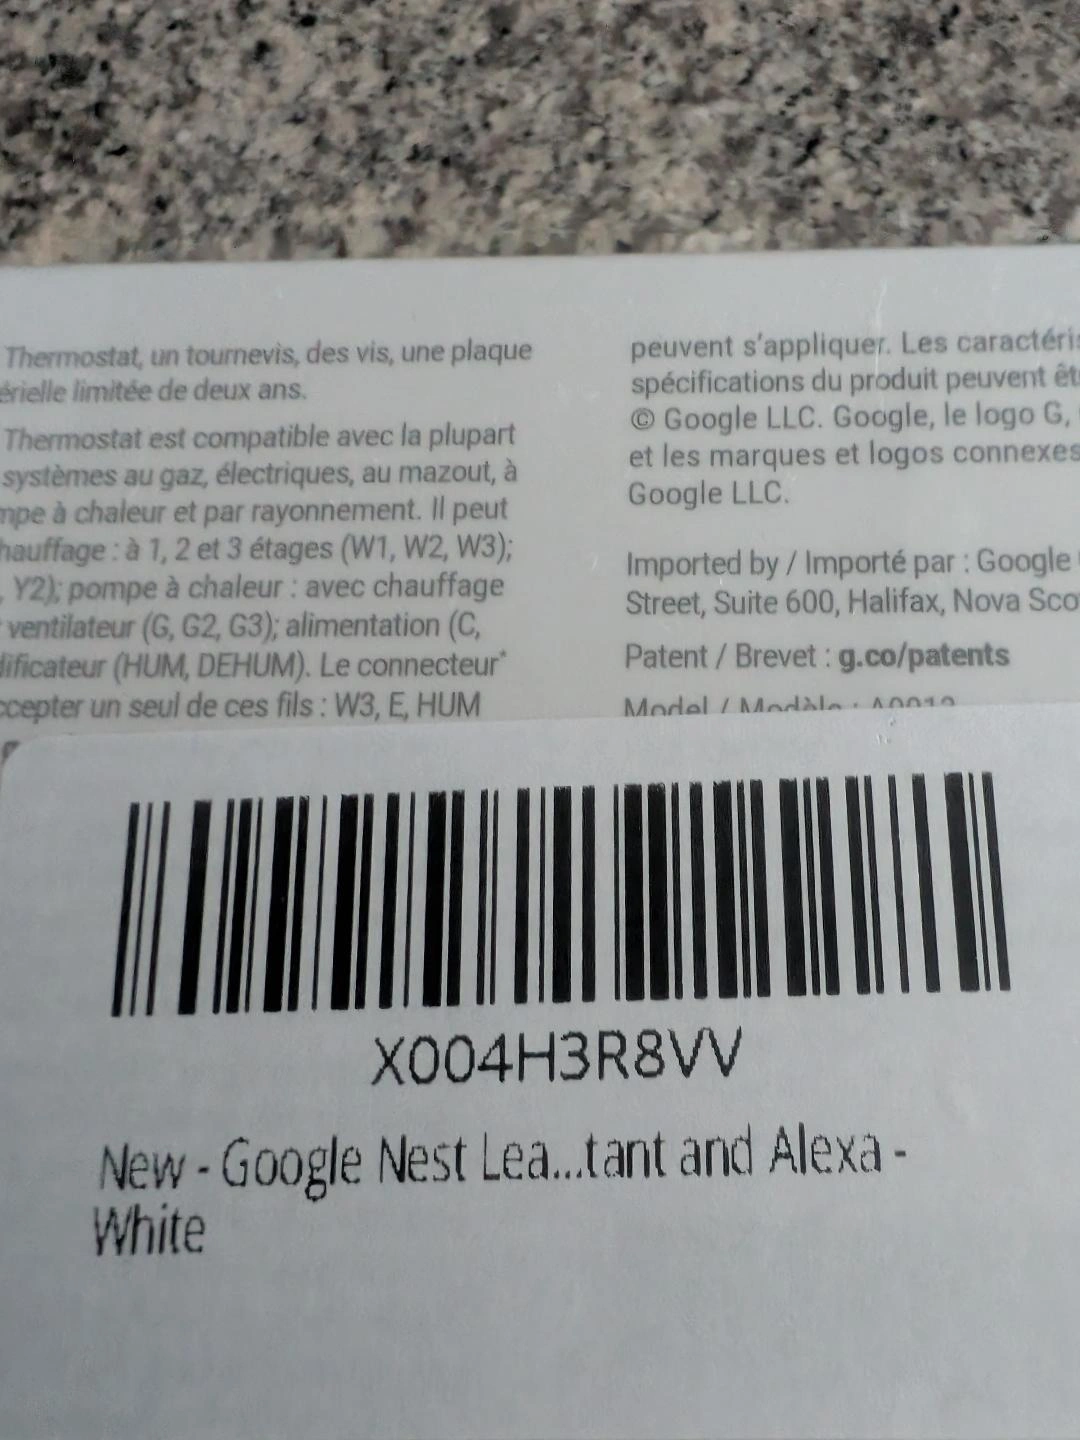 Thermostat, un tournevis, des vis, une plaque
érielle limitée de deux ans.
Thermostat est compatible avec la plupart
systèmes au gaz, électriques, au mazout, à
mpe à chaleur et par rayonnement. Il peut
hauffage : à 1, 2 et 3 étages (W1, W2, W3);
, Y2); pompe à chaleur : avec chauffage
ventilateur (G, G2, G3); alimentation (C,
dificateur (HUM, DEHUM). Le connecteur*
ccepter un seul de ces fils : W3, E, HUM
peuvent s'appliquer. Les caractéris
spécifications du produit peuvent êt
© Google LLC. Google, le logo G,
et les marques et logos connexes
Google LLC.
Imported by / Importé par : Google
Street, Suite 600, Halifax, Nova Sco
Patent / Brevet : g.co/patents
Model / Modèle :
X004H3R8VV
New - Google Nest Lea...tant and Alexa -
White